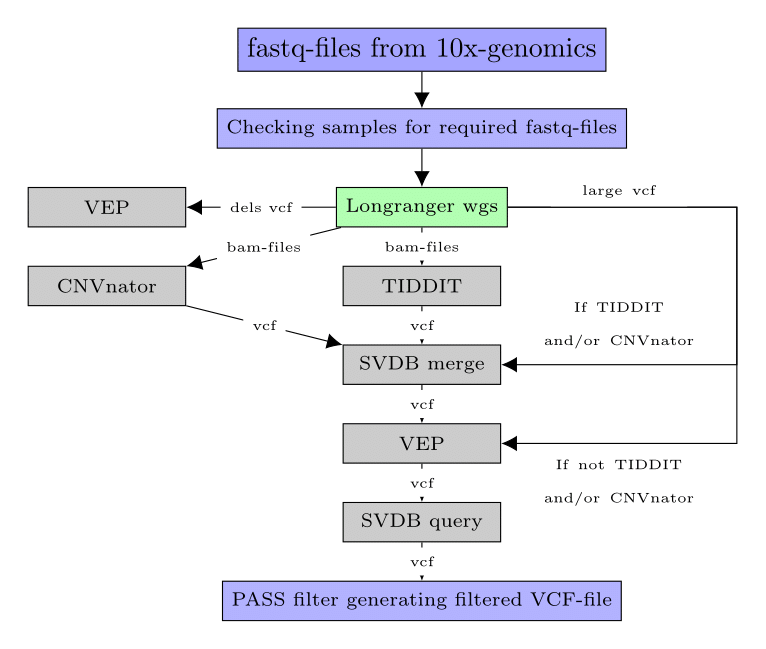 fastq-files from 10x-genomics
Checking samples for required fastq-files
large vcf
VEP
dels vcf
Longranger wgs
bam-files
bam-files
CNVnator
TIDDIT
If TIDDIT
and/or CNVnator
vcf
vcf
SVDB merge
vcf
VEP
If not TIDDIT
and/or CNVnator
vcf
SVDB query
vcf
PASS filter generating filtered VCF-file